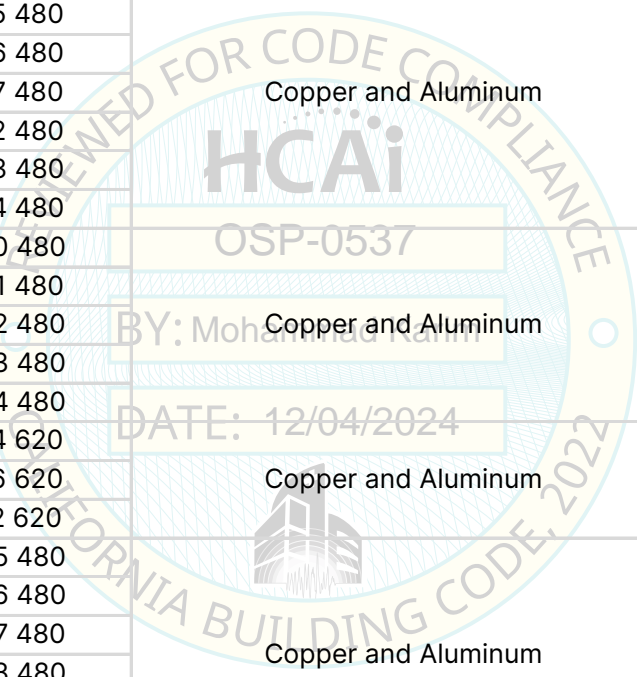 5 480
6 480
7 480
Copper and Aluminum
2 480
3 480
4 480
0 480
1 480
2 480
Copper and Aluminum
3 480
4 480
4 620
6 620
Copper and Aluminum
2 620
5 480
6 480
7 480
Copper and Aluminum
8 480
REVIEWED FOR CODE COMPLIANCE
HCAi
OSP-0537
BY: Mohammad Karim
DATE: 12/04/2024
CALIFORNIA BUILDING CODE, 2022